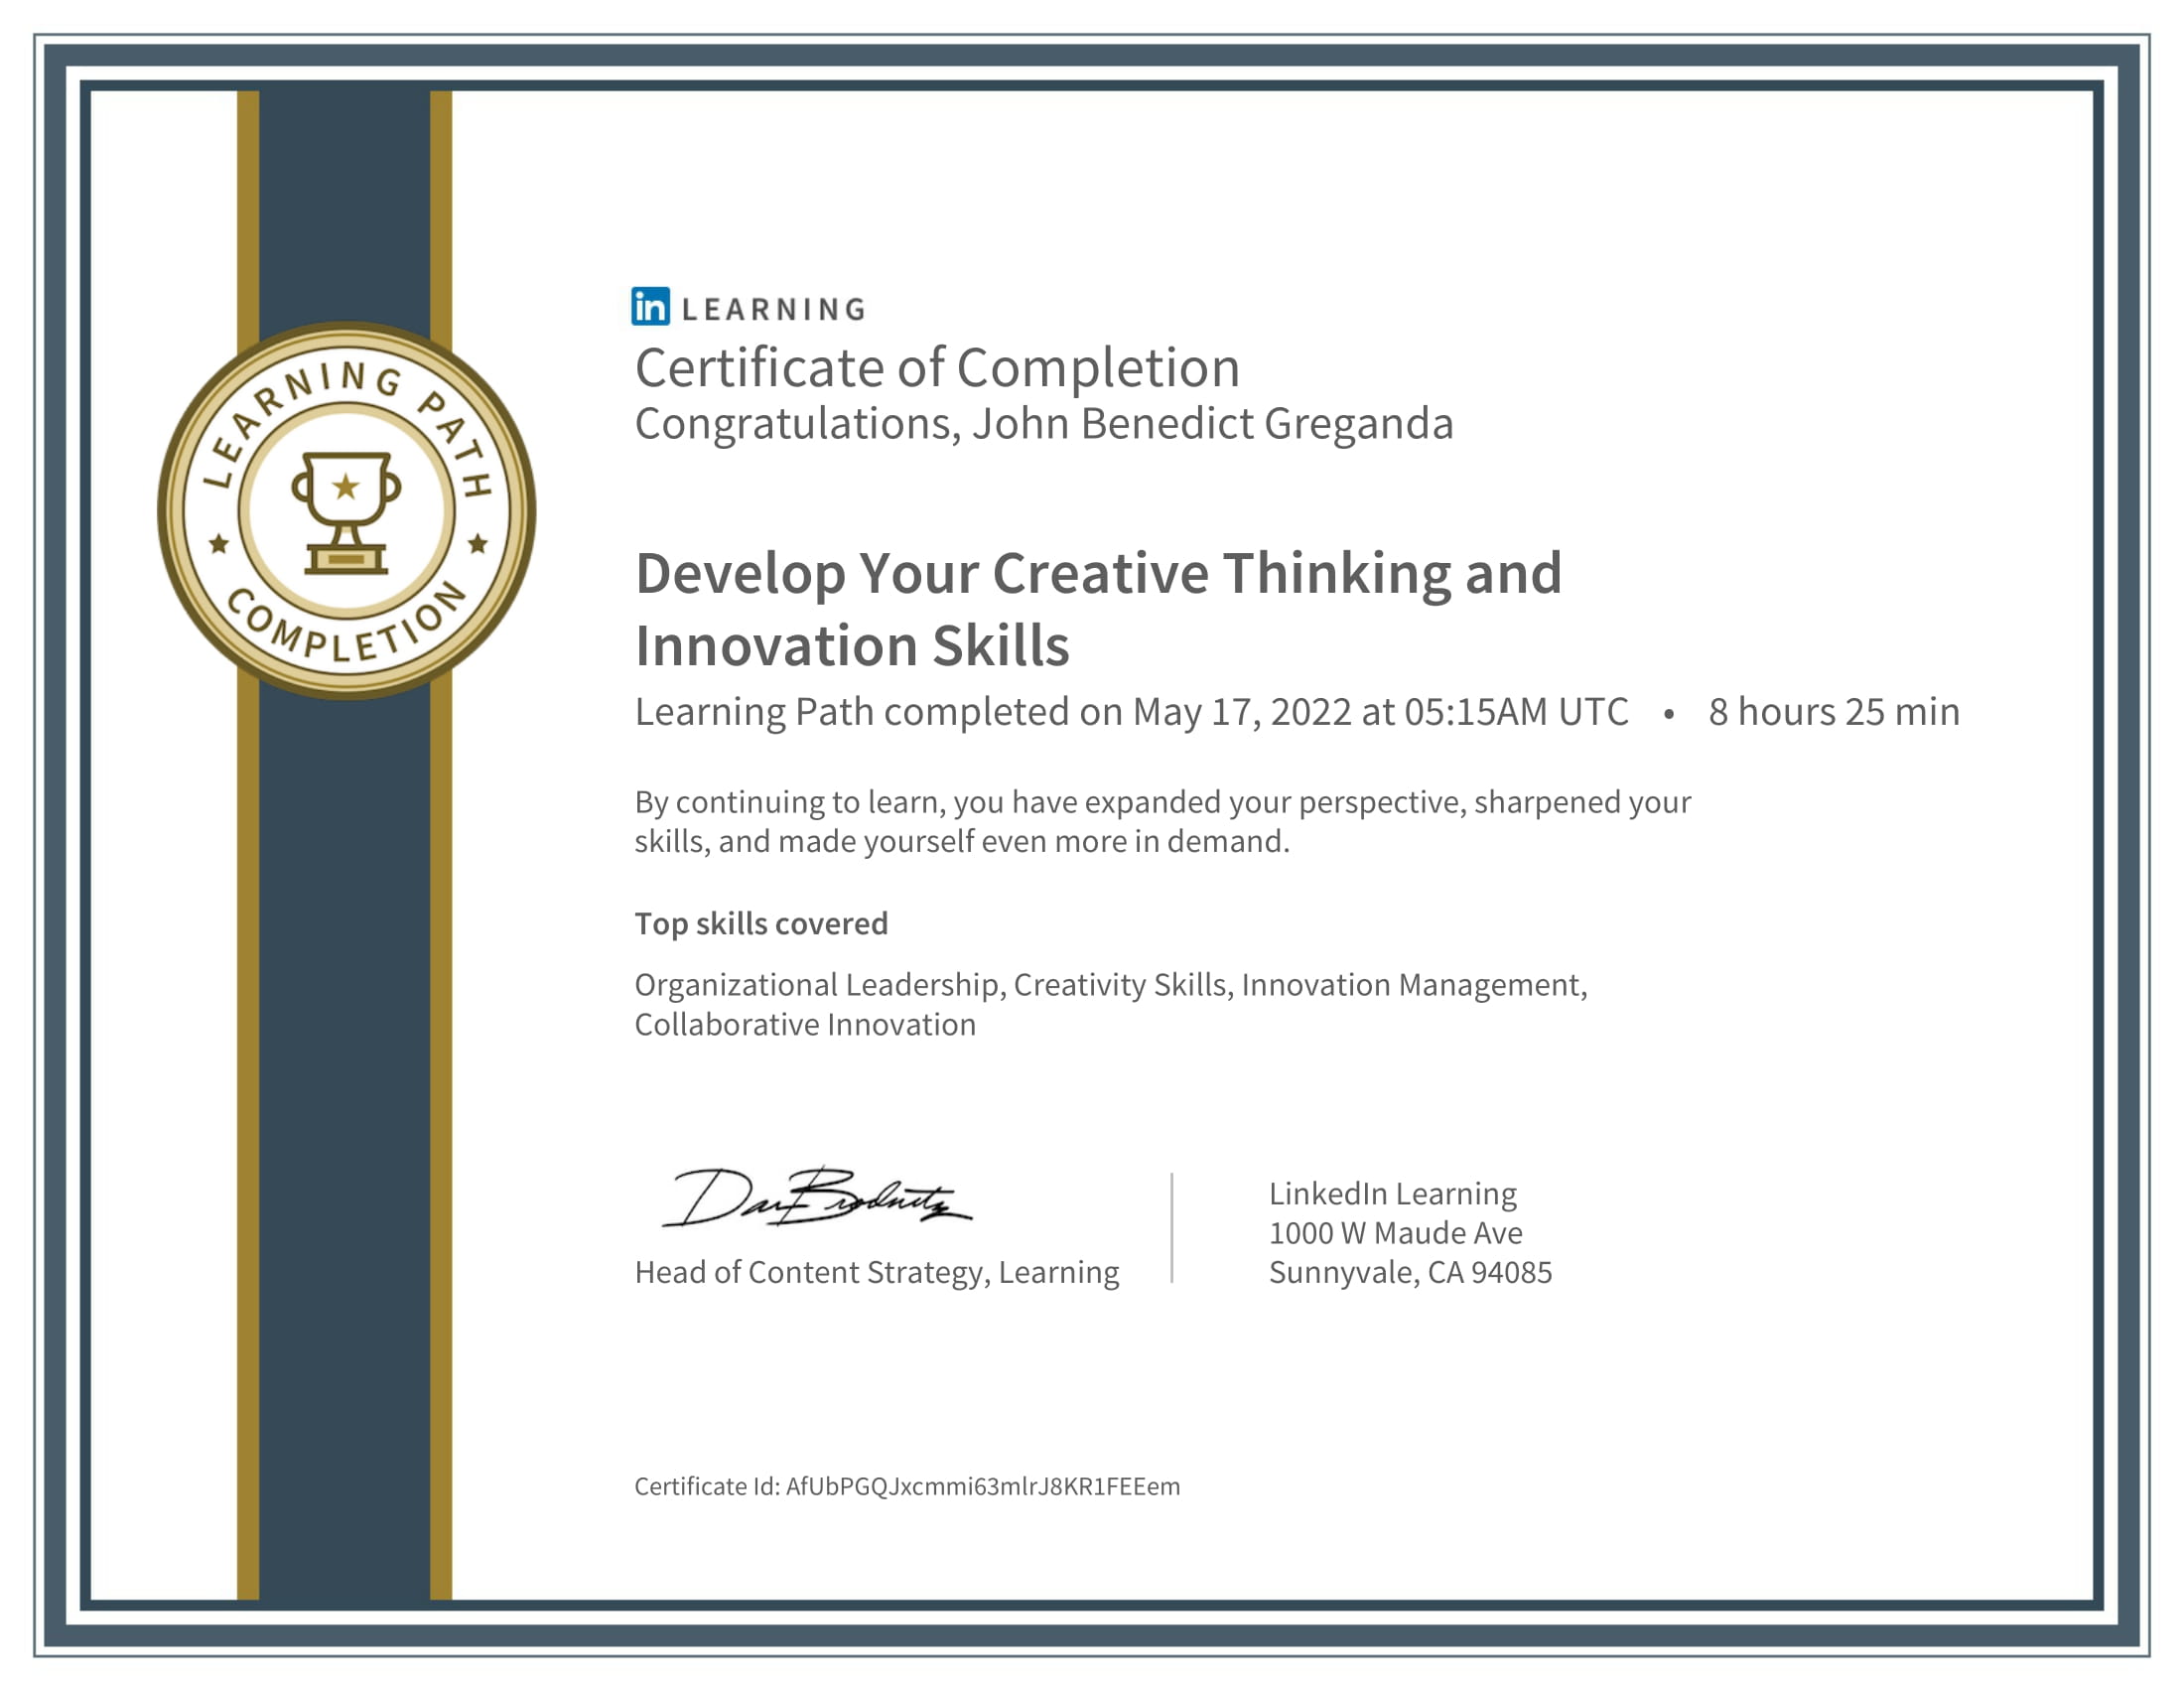 LEARNING PATH
COMPLETION
in LEARNING
Certificate of Completion
Congratulations, John Benedict Greganda
Develop Your Creative Thinking and
Innovation Skills
Learning Path completed on May 17, 2022 at 05:15AM UTC • 8 hours 25 min
By continuing to learn, you have expanded your perspective, sharpened your
skills, and made yourself even more in demand.
Top skills covered
Organizational Leadership, Creativity Skills, Innovation Management,
Collaborative Innovation
Dan Brodnitz
Head of Content Strategy, Learning
LinkedIn Learning
1000 W Maude Ave
Sunnyvale, CA 94085
Certificate Id: AfUbPGQJxcmmi63mlrJ8KR1FEEem